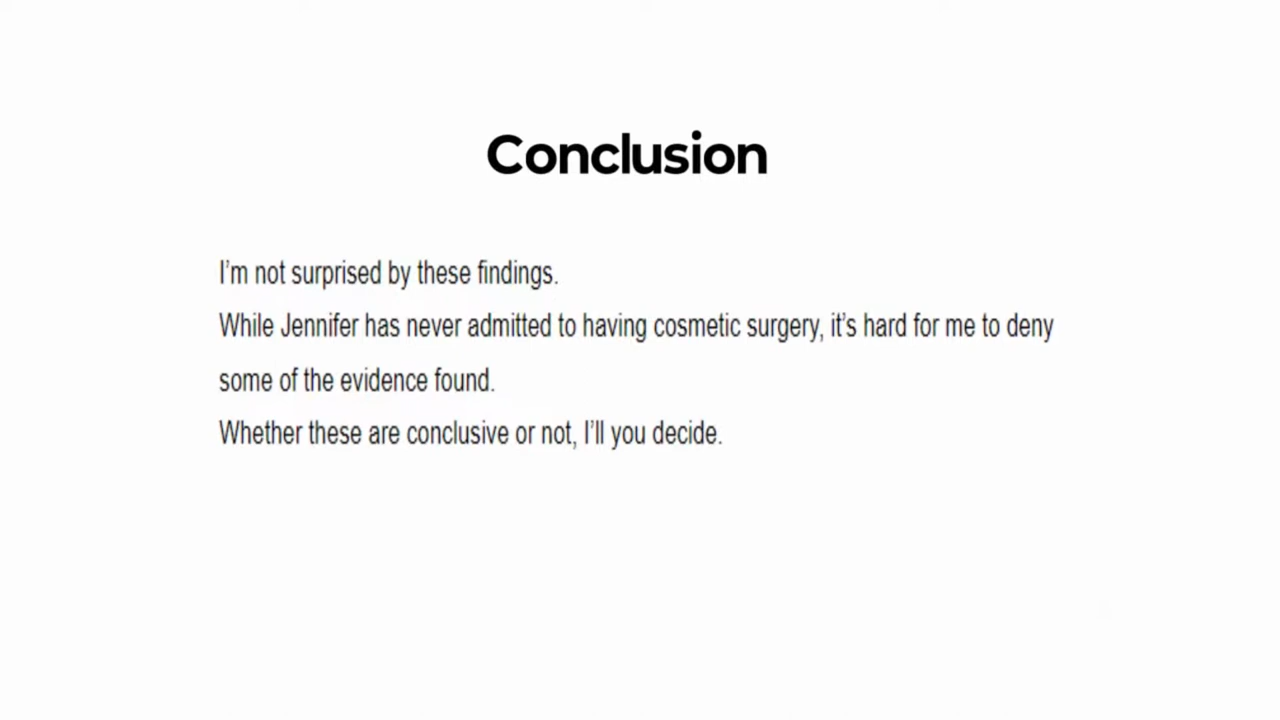 Conclusion
I'm not surprised by these findings.
While Jennifer has never admitted to having cosmetic surgery, it's hard for me to deny
some of the evidence found.
Whether these are conclusive or not, I'll you decide.